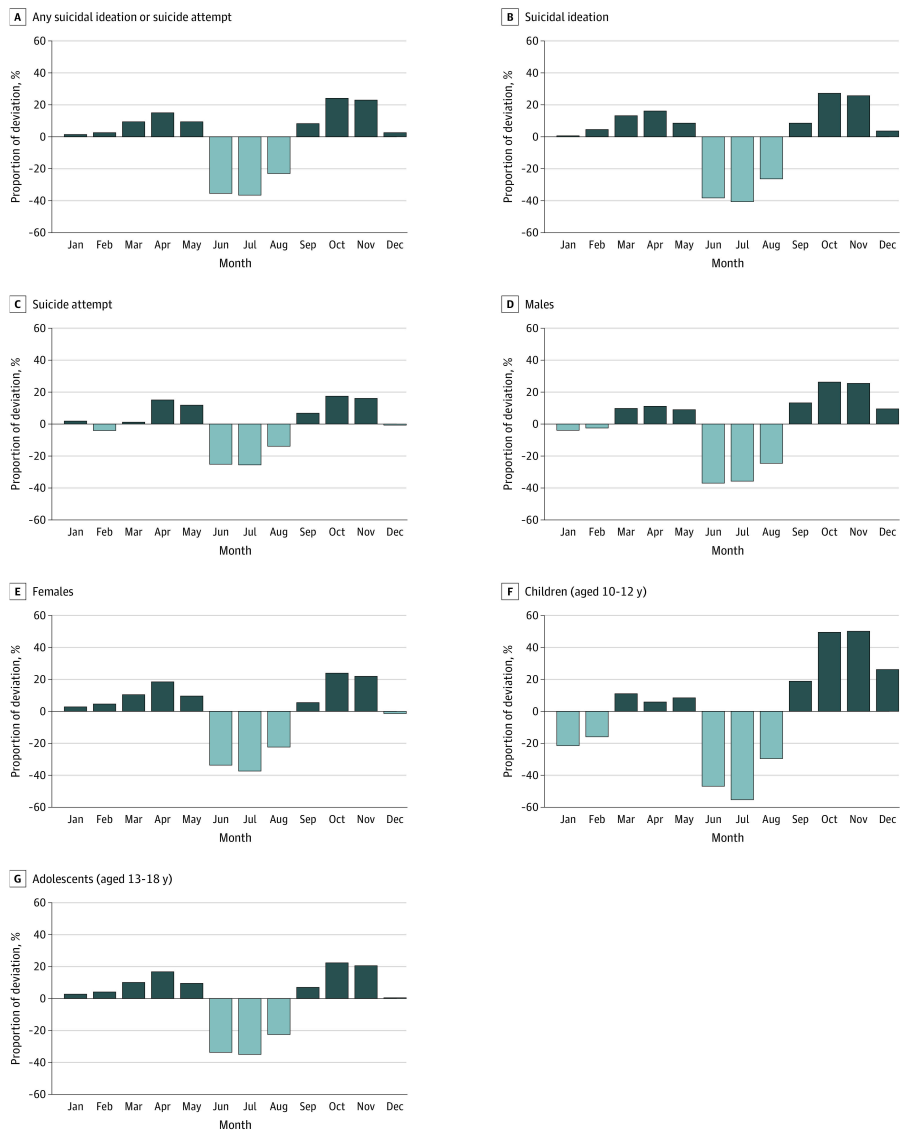 A Any suicidal ideation or suicide attempt
60
40
20
0
-20
-40
-60
Proportion of deviation, %
Jan Feb Mar Apr May Jun Jul Aug Sep Oct Nov Dec
Month
B Suicidal ideation
60
40
20
0
-20
-40
-60
Proportion of deviation, %
Jan Feb Mar Apr May Jun Jul Aug Sep Oct Nov Dec
Month
C Suicide attempt
60
40
20
0
-20
-40
-60
Proportion of deviation, %
Jan Feb Mar Apr May Jun Jul Aug Sep Oct Nov Dec
Month
D Males
60
40
20
0
-20
-40
-60
Proportion of deviation, %
Jan Feb Mar Apr May Jun Jul Aug Sep Oct Nov Dec
Month
E Females
60
40
20
0
-20
-40
-60
Proportion of deviation, %
Jan Feb Mar Apr May Jun Jul Aug Sep Oct Nov Dec
Month
F Children (aged 10-12 y)
60
40
20
0
-20
-40
-60
Proportion of deviation, %
Jan Feb Mar Apr May Jun Jul Aug Sep Oct Nov Dec
Month
G Adolescents (aged 13-18 y)
60
40
20
0
-20
-40
-60
Proportion of deviation, %
Jan Feb Mar Apr May Jun Jul Aug Sep Oct Nov Dec
Month